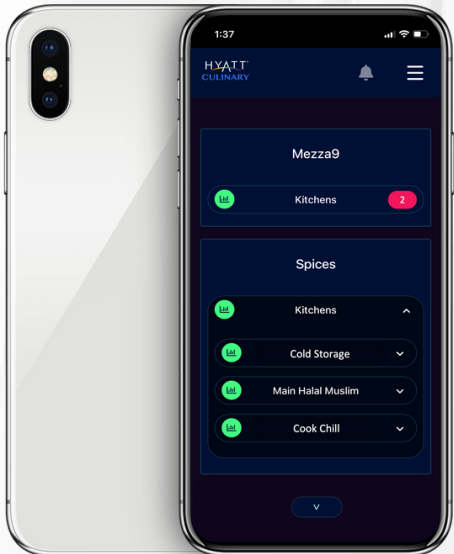 1:37
HYATT
CULINARY
Mezza9
Kitchens
2
Spices
Kitchens
Cold Storage
Main Halal Muslim
Cook Chill